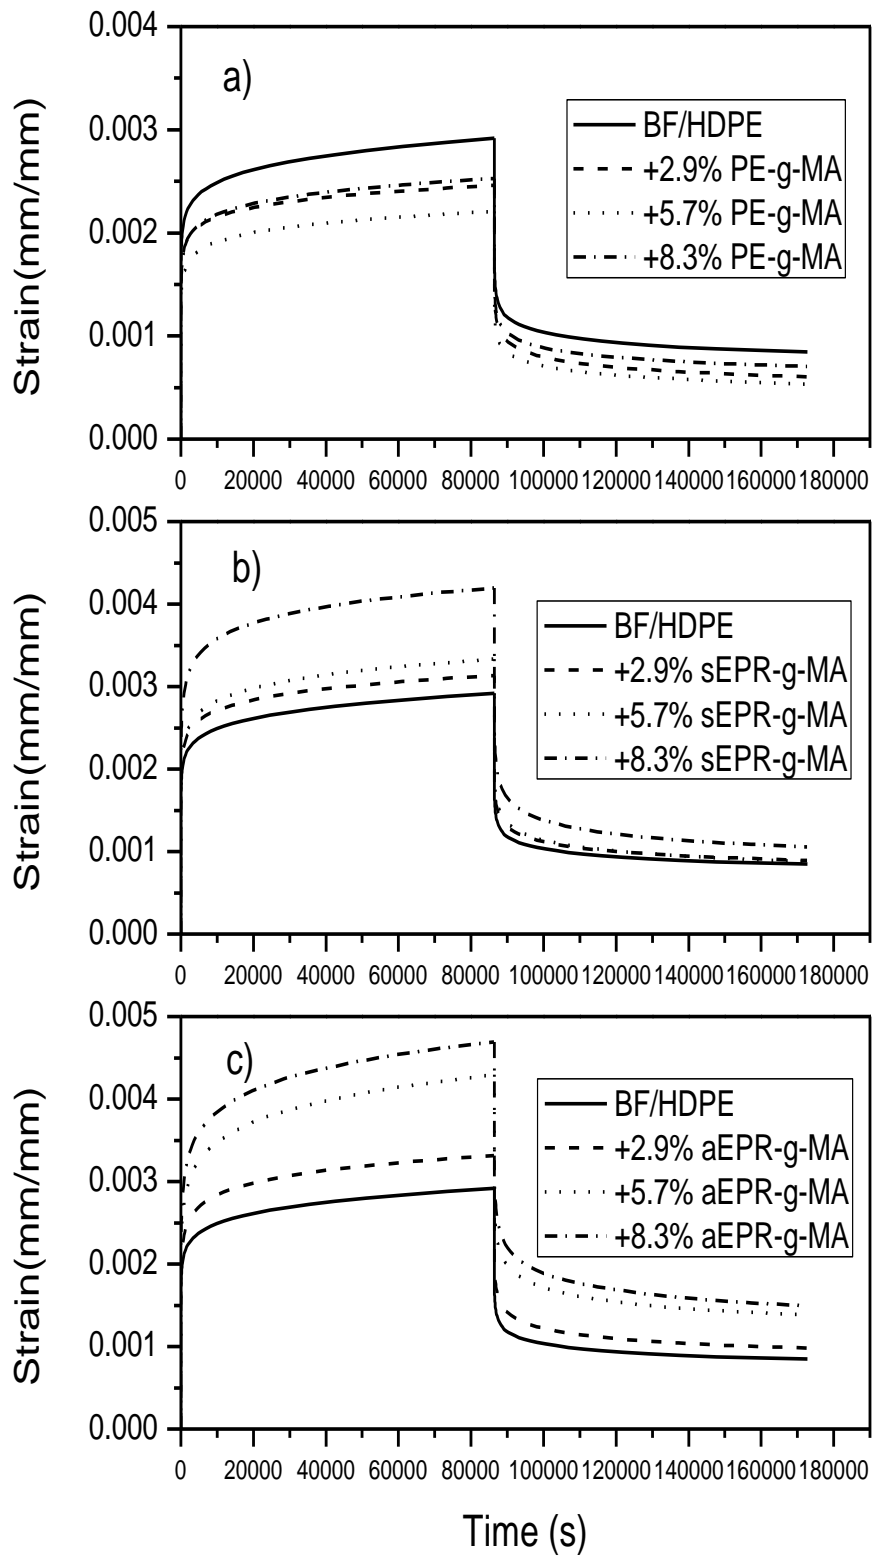 0.004
a)
0.003
0.002
0.001
0.000
Strain(mm/mm)
BF/HDPE
+2.9% PE-g-MA
+5.7% PE-g-MA
+8.3% PE-g-MA
0 20000 40000 60000 80000 100000 120000 140000 160000 180000
0.005
b)
0.004
0.003
0.002
0.001
0.000
Strain(mm/mm)
BF/HDPE
+2.9% sEPR-g-MA
+5.7% sEPR-g-MA
+8.3% sEPR-g-MA
0 20000 40000 60000 80000 100000 120000 140000 160000 180000
0.005
c)
0.004
0.003
0.002
0.001
0.000
Strain(mm/mm)
BF/HDPE
+2.9% aEPR-g-MA
+5.7% aEPR-g-MA
+8.3% aEPR-g-MA
0 20000 40000 60000 80000 100000 120000 140000 160000 180000
Time (s)